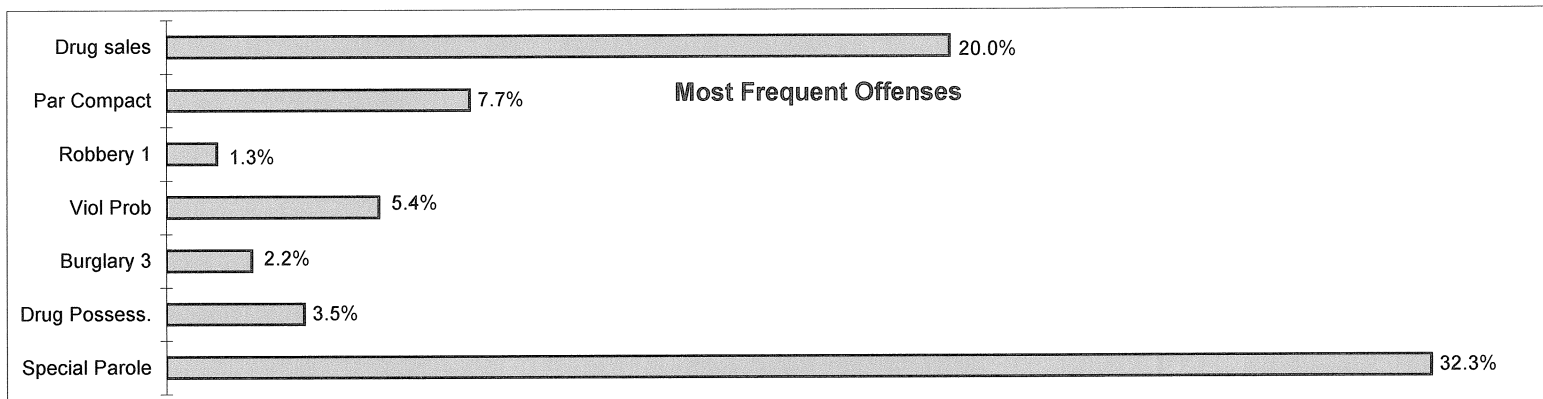 Most Frequent Offenses
Drug sales 20.0%
Par Compact 7.7%
Robbery 1 1.3%
Viol Prob 5.4%
Burglary 3 2.2%
Drug Possess. 3.5%
Special Parole 32.3%